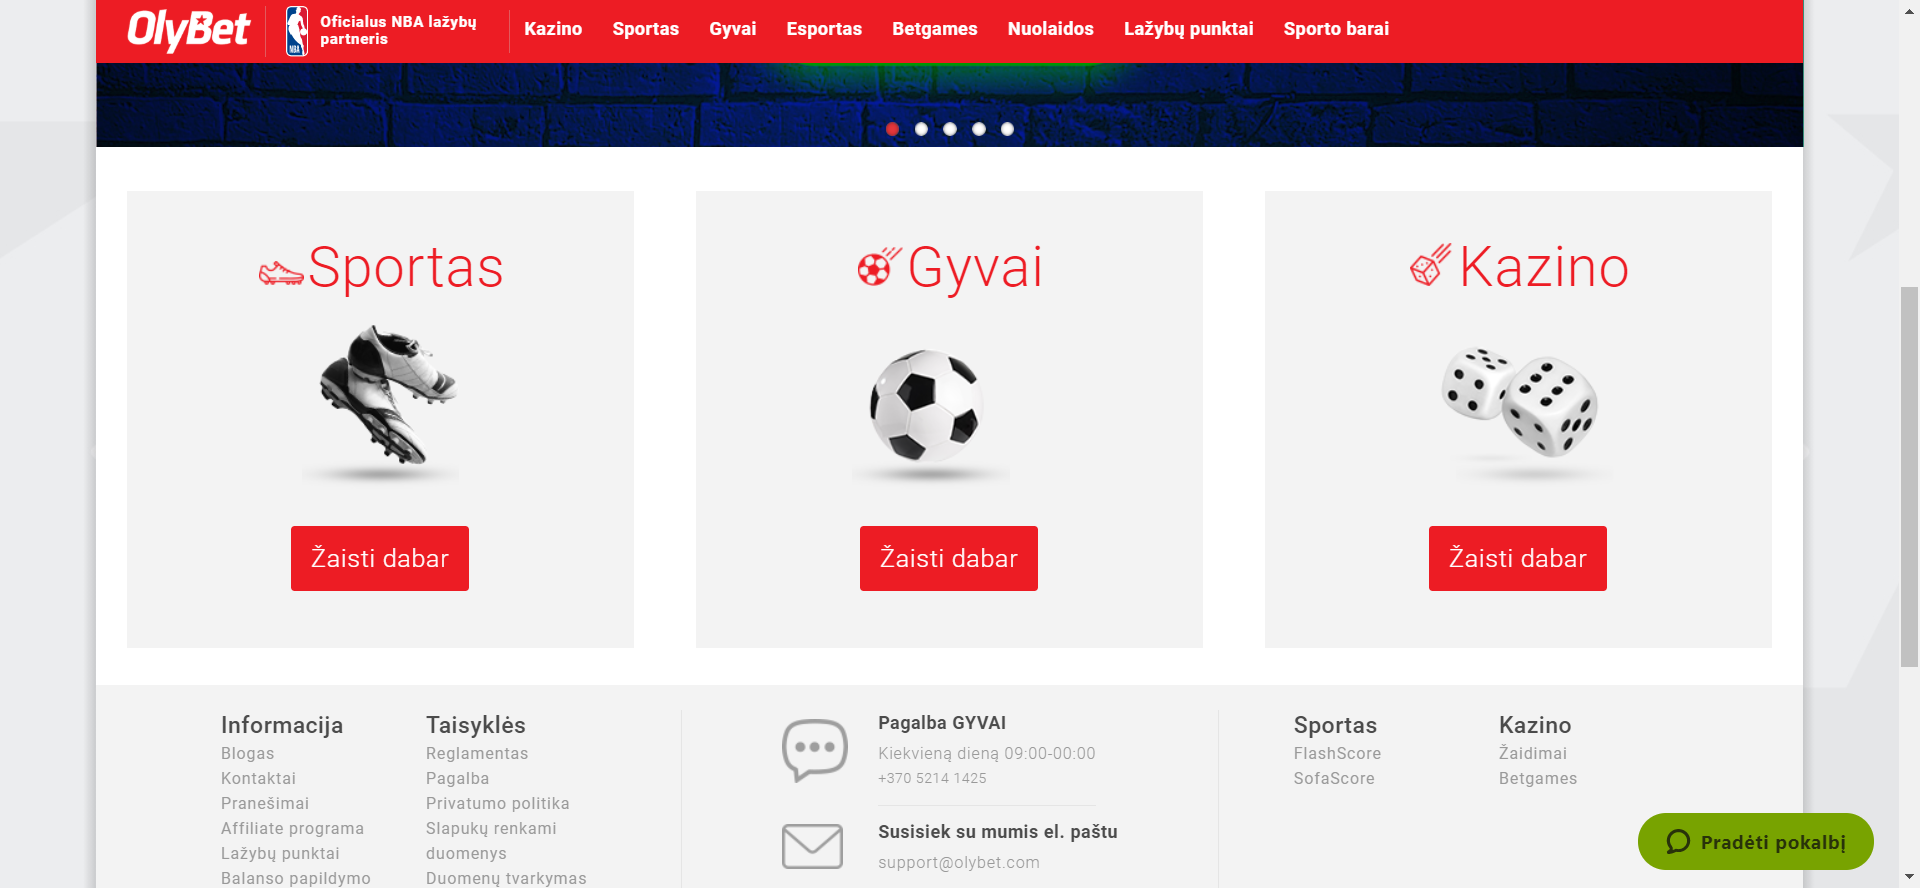 OlyBet
NBA
Oficialus NBA lažybų
partneris
Kazino
Sportas
Gyvai
Esportas
Betgames
Nuolaidos
Lažybų punktai
Sporto barai
Sportas
Žaisti dabar
Gyvai
Žaisti dabar
Kazino
Žaisti dabar
Informacija
Blogas
Kontaktai
Pranešimai
Affiliate programa
Lažybų punktai
Balanso papildymo
Taisyklės
Reglamentas
Pagalba
Privatumo politika
Slapukų renkami
duomenys
Duomenų tvarkymas
Pagalba GYVAI
Kiekvieną dieną 09:00-00:00
+370 5214 1425
Susisiek su mumis el. paštu
support@olybet.com
Sportas
FlashScore
SofaScore
Kazino
Žaidimai
Betgames
Pradėti pokalbį